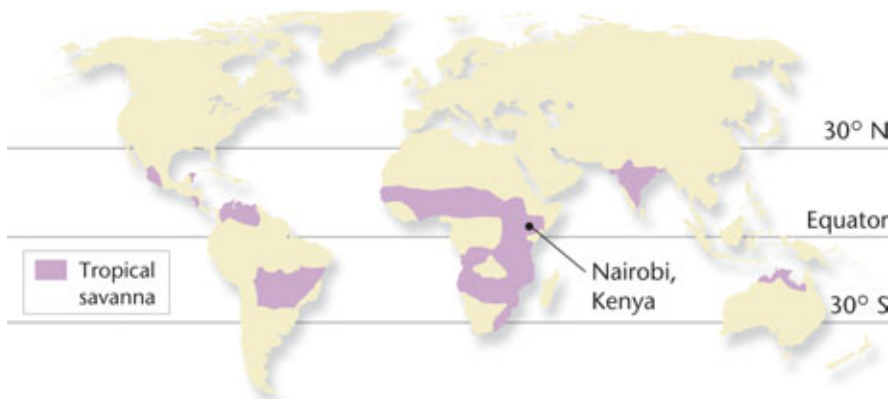 30° N
Equator
Tropical
savanna
Nairobi,
Kenya
30° S